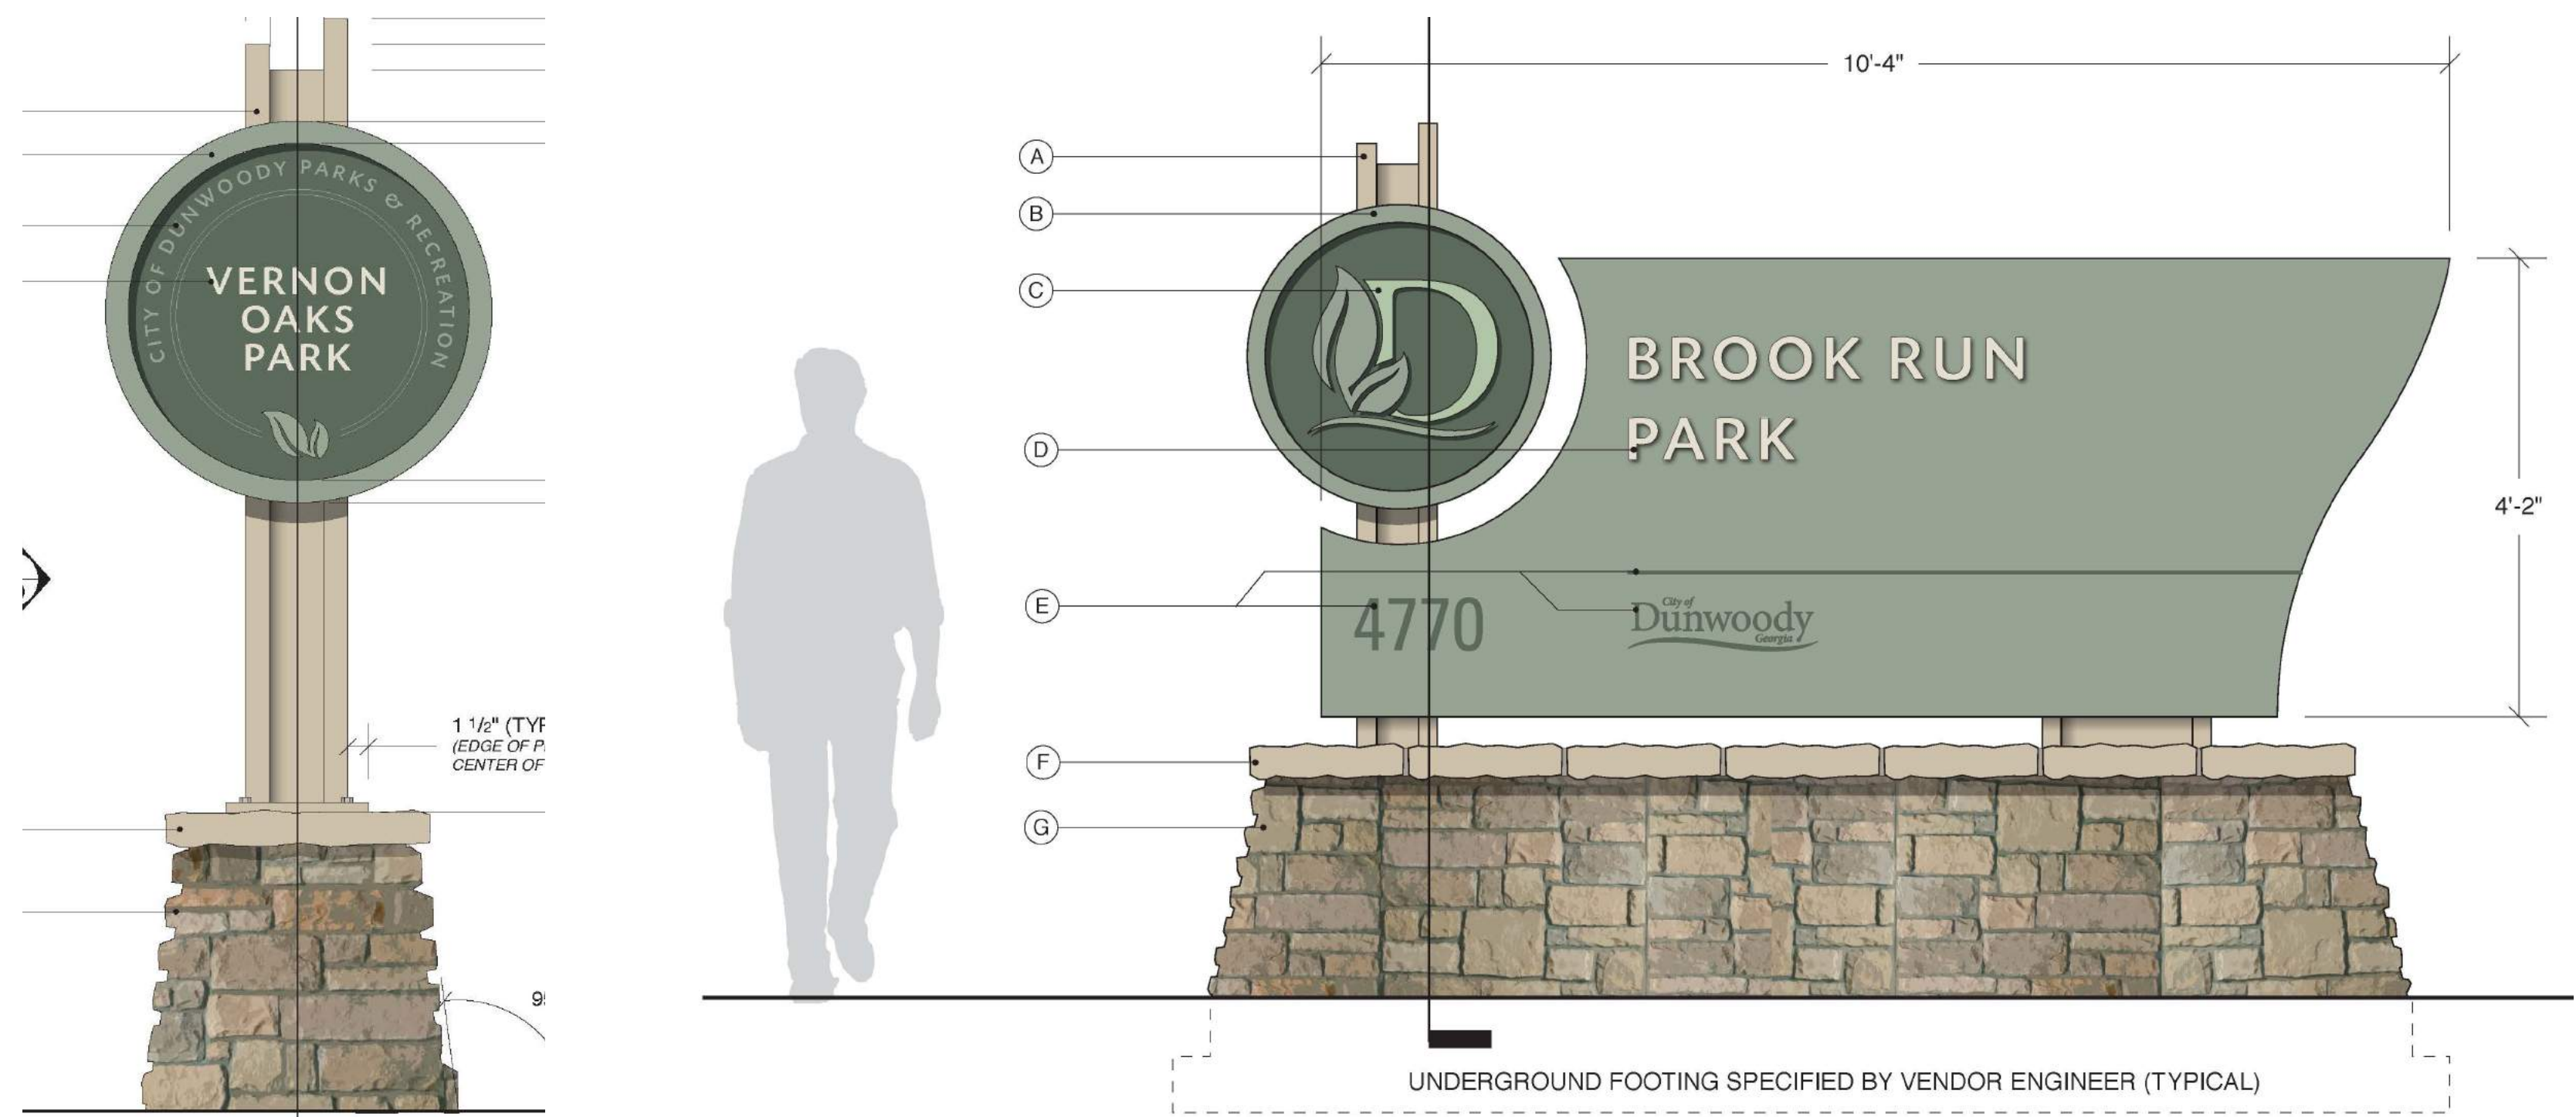 CITY OF DUNWOODY PARKS & RECREATION
VERNON
OAKS
PARK
1 1/2" (TYP
(EDGE OF P
CENTER OF
10'-4"
A
B
C
D
E
F
G
BROOK RUN
PARK
4'-2"
4770
City of
Dunwoody
Georgia
UNDERGROUND FOOTING SPECIFIED BY VENDOR ENGINEER (TYPICAL)